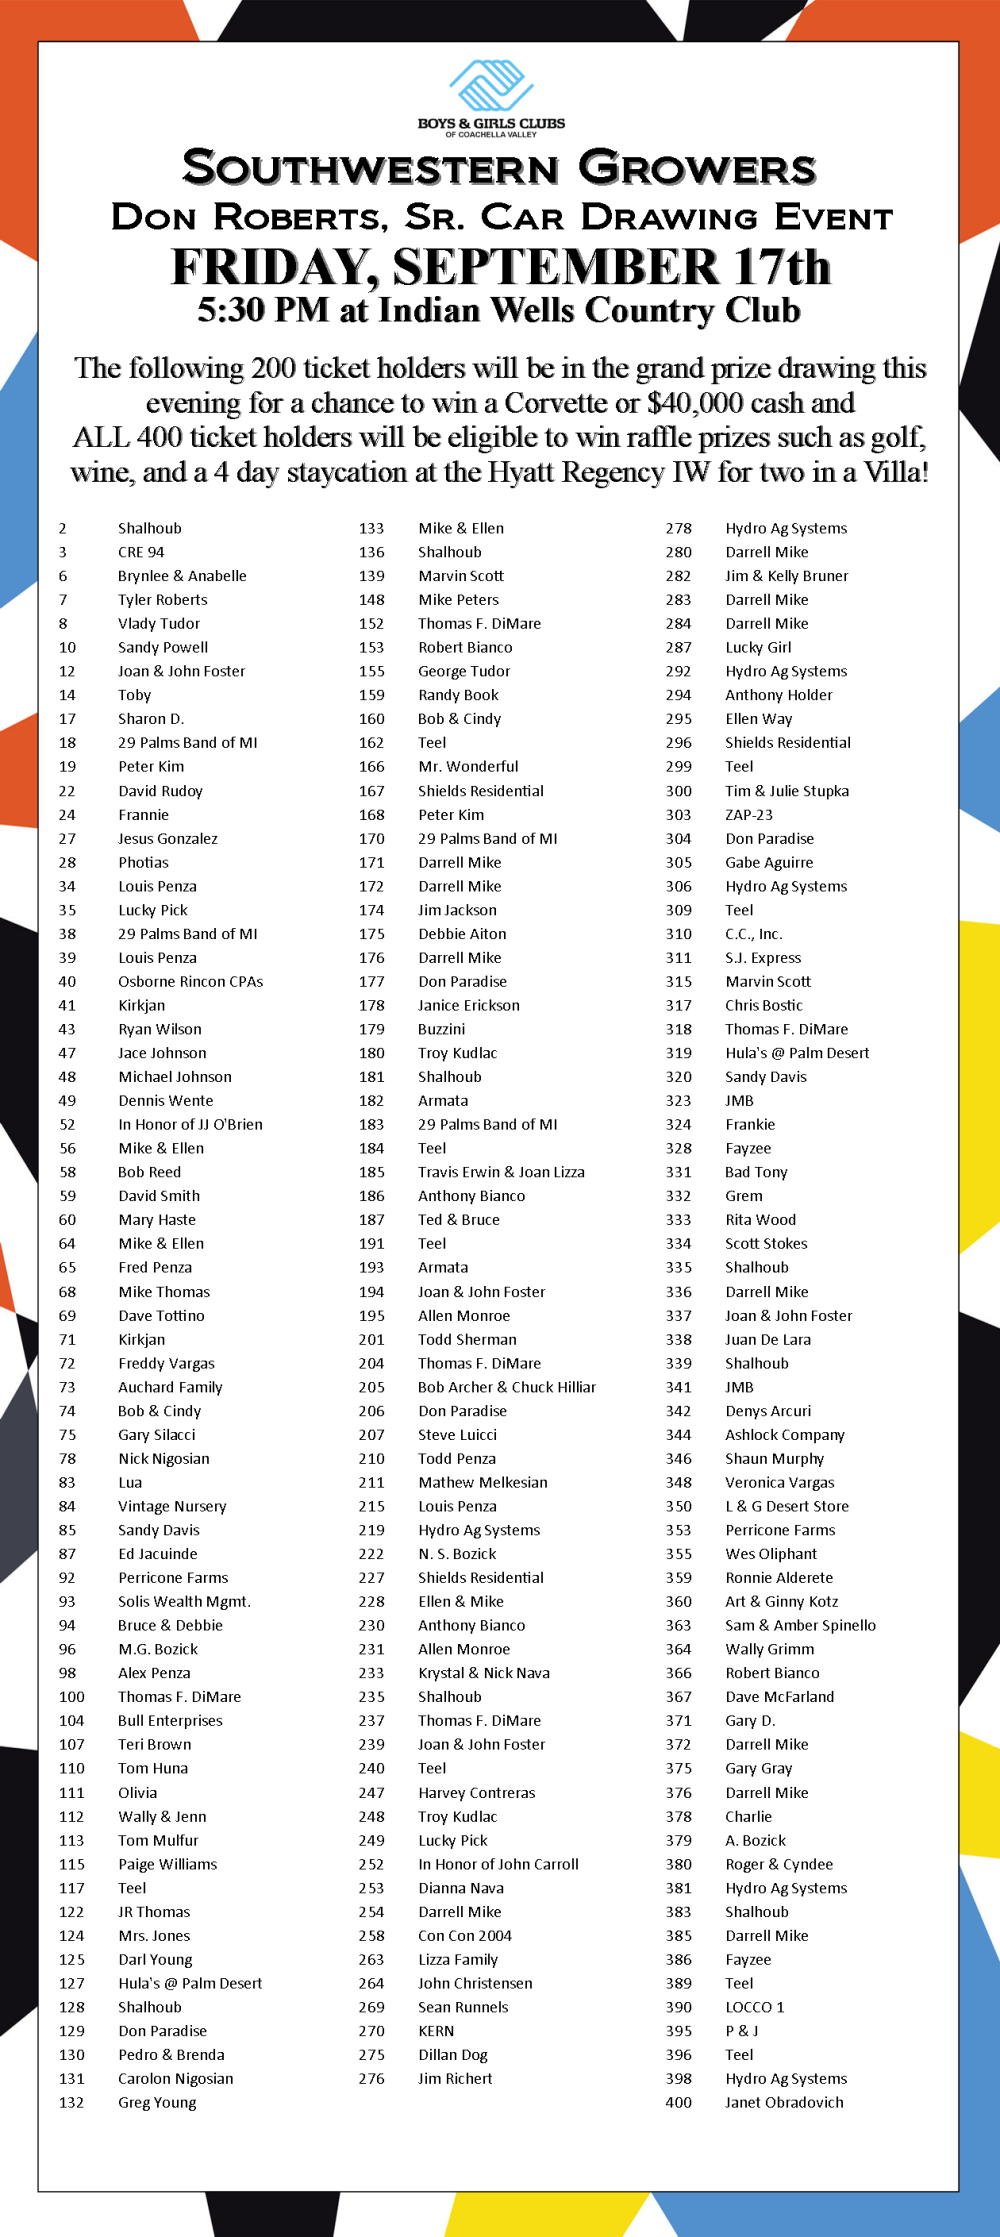 BOYS & GIRLS CLUBS
OF COACHELLA VALLEY
SOUTHWESTERN GROWERS
DON ROBERTS, SR. CAR DRAWING EVENT
FRIDAY, SEPTEMBER 17th
5:30 PM at Indian Wells Country Club
The following 200 ticket holders will be in the grand prize drawing this
evening for a chance to win a Corvette or $40,000 cash and
ALL 400 ticket holders will be eligible to win raffle prizes such as golf,
wine, and a 4 day staycation at the Hyatt Regency IW for two in a Villa!
2 Shalhoub
3 CRE 94
6 Brynlee & Anabelle
7 Tyler Roberts
8 Vlady Tudor
10 Sandy Powell
12 Joan & John Foster
14 Toby
17 Sharon D.
18 29 Palms Band of MI
19 Peter Kim
22 David Rudoy
24 Frannie
27 Jesus Gonzalez
28 Photias
34 Louis Penza
35 Lucky Pick
38 29 Palms Band of MI
39 Louis Penza
40 Osborne Rincon CPAs
41 Kirkjan
43 Ryan Wilson
47 Jace Johnson
48 Michael Johnson
49 Dennis Wente
52 In Honor of JJ O'Brien
56 Mike & Ellen
58 Bob Reed
59 David Smith
60 Mary Haste
64 Mike & Ellen
65 Fred Penza
68 Mike Thomas
69 Dave Tottino
71 Kirkjan
72 Freddy Vargas
73 Auchard Family
74 Bob & Cindy
75 Gary Silacci
78 Nick Nigosian
83 Lua
84 Vintage Nursery
85 Sandy Davis
87 Ed Jacuinde
92 Perricone Farms
93 Solis Wealth Mgmt.
94 Bruce & Debbie
96 M.G. Bozick
98 Alex Penza
100 Thomas F. DiMare
104 Bull Enterprises
107 Teri Brown
110 Tom Huna
111 Olivia
112 Wally & Jenn
113 Tom Mulfur
115 Paige Williams
117 Teel
122 JR Thomas
124 Mrs. Jones
125 Darl Young
127 Hula's @ Palm Desert
128 Shalhoub
129 Don Paradise
130 Pedro & Brenda
131 Carolon Nigosian
132 Greg Young
133 Mike & Ellen
136 Shalhoub
139 Marvin Scott
148 Mike Peters
152 Thomas F. DiMare
153 Robert Bianco
155 George Tudor
159 Randy Book
160 Bob & Cindy
162 Teel
166 Mr. Wonderful
167 Shields Residential
168 Peter Kim
170 29 Palms Band of MI
171 Darrell Mike
172 Darrell Mike
174 Jim Jackson
175 Debbie Aiton
176 Darrell Mike
177 Don Paradise
178 Janice Erickson
179 Buzzini
180 Troy Kudlac
181 Shalhoub
182 Armata
183 29 Palms Band of MI
184 Teel
185 Travis Erwin & Joan Lizza
186 Anthony Bianco
187 Ted & Bruce
191 Teel
193 Armata
194 Joan & John Foster
195 Allen Monroe
201 Todd Sherman
204 Thomas F. DiMare
205 Bob Archer & Chuck Hilliar
206 Don Paradise
207 Steve Luicci
210 Todd Penza
211 Mathew Melkesian
215 Louis Penza
219 Hydro Ag Systems
222 N. S. Bozick
227 Shields Residential
228 Ellen & Mike
230 Anthony Bianco
231 Allen Monroe
233 Krystal & Nick Nava
235 Shalhoub
237 Thomas F. DiMare
239 Joan & John Foster
240 Teel
247 Harvey Contreras
248 Troy Kudlac
249 Lucky Pick
252 In Honor of John Carroll
253 Dianna Nava
254 Darrell Mike
258 Con Con 2004
263 Lizza Family
264 John Christensen
269 Sean Runnels
270 KERN
275 Dillan Dog
276 Jim Richert
278 Hydro Ag Systems
280 Darrell Mike
282 Jim & Kelly Bruner
283 Darrell Mike
284 Darrell Mike
287 Lucky Girl
292 Hydro Ag Systems
294 Anthony Holder
295 Ellen Way
296 Shields Residential
299 Teel
300 Tim & Julie Stupka
303 ZAP-23
304 Don Paradise
305 Gabe Aguirre
306 Hydro Ag Systems
309 Teel
310 C.C., Inc.
311 S.J. Express
315 Marvin Scott
317 Chris Bostic
318 Thomas F. DiMare
319 Hula's @ Palm Desert
320 Sandy Davis
323 JMB
324 Frankie
328 Fayzee
331 Bad Tony
332 Grem
333 Rita Wood
334 Scott Stokes
335 Shalhoub
336 Darrell Mike
337 Joan & John Foster
338 Juan De Lara
339 Shalhoub
341 JMB
342 Denys Arcuri
344 Ashlock Company
346 Shaun Murphy
348 Veronica Vargas
350 L & G Desert Store
353 Perricone Farms
355 Wes Oliphant
359 Ronnie Alderete
360 Art & Ginny Kotz
363 Sam & Amber Spinello
364 Wally Grimm
366 Robert Bianco
367 Dave McFarland
371 Gary D.
372 Darrell Mike
375 Gary Gray
376 Darrell Mike
378 Charlie
379 A. Bozick
380 Roger & Cyndee
381 Hydro Ag Systems
383 Shalhoub
385 Darrell Mike
386 Fayzee
389 Teel
390 LOCCO 1
395 P & J
396 Teel
398 Hydro Ag Systems
400 Janet Obradovich